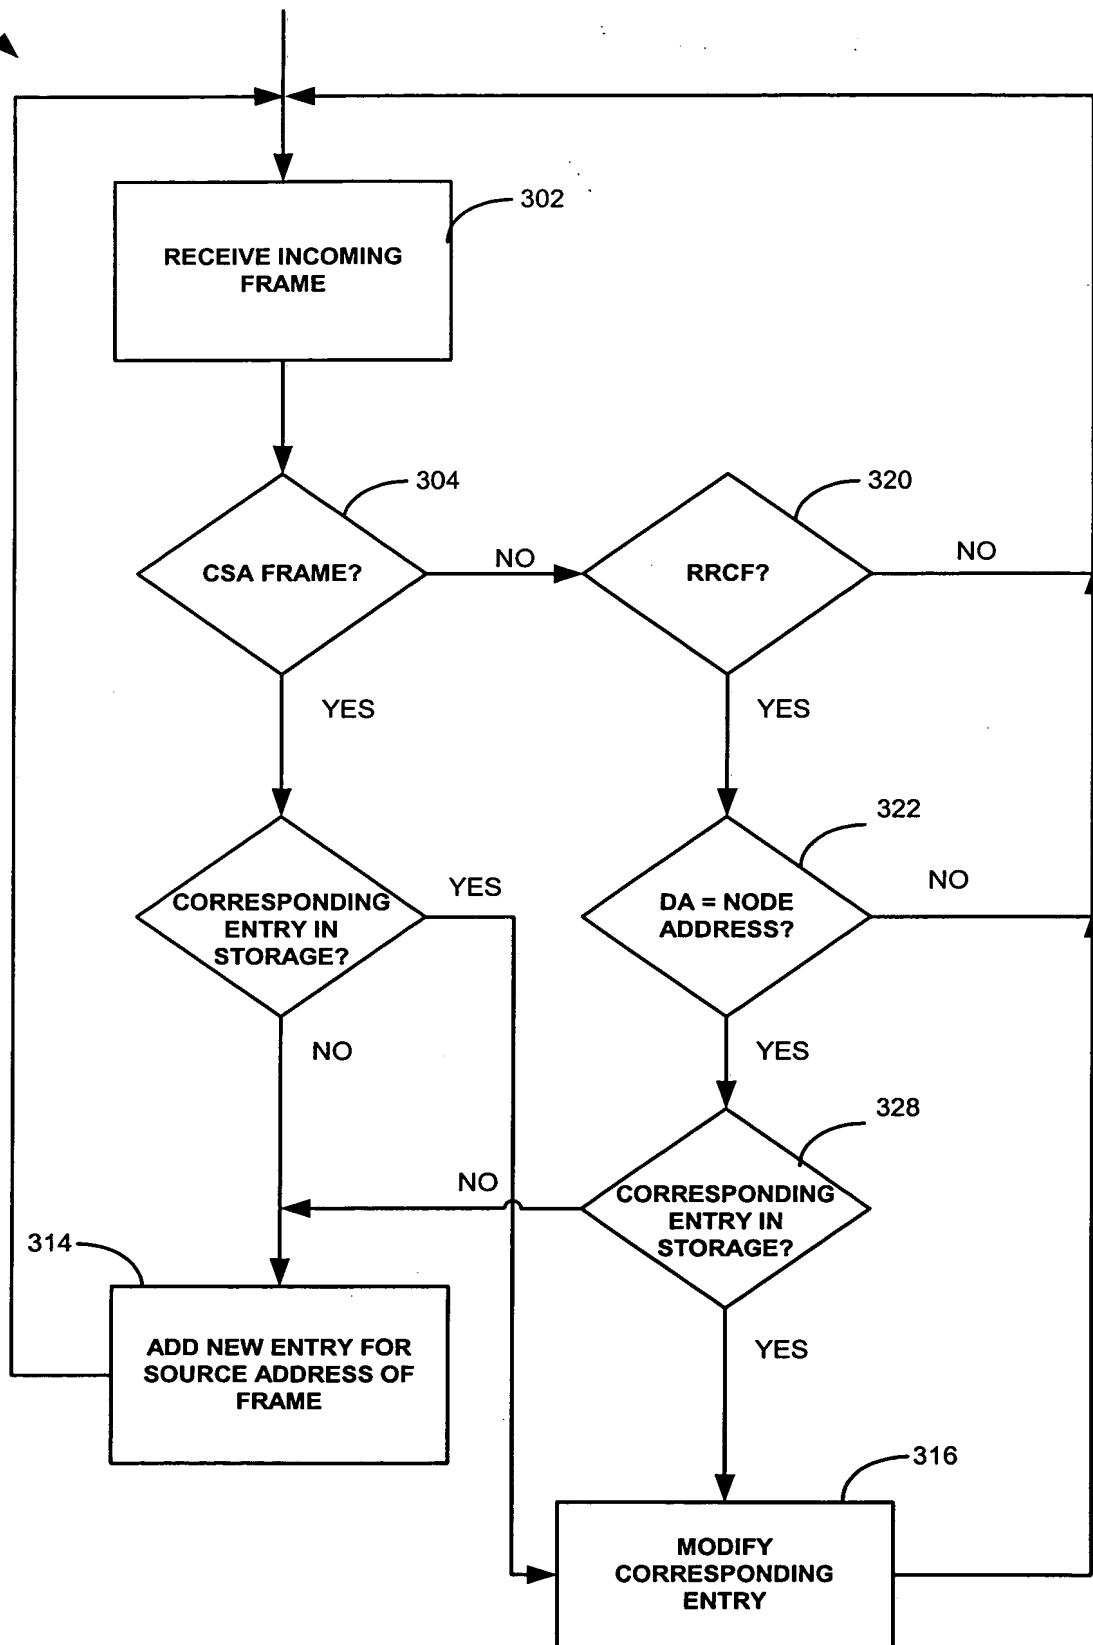 302
RECEIVE INCOMING
FRAME
304
320
CSA FRAME?
NO
RRCF?
NO
YES
YES
322
CORRESPONDING
ENTRY IN
STORAGE?
YES
DA = NODE
ADDRESS?
NO
NO
YES
328
NO
CORRESPONDING
ENTRY IN
STORAGE?
314
ADD NEW ENTRY FOR
SOURCE ADDRESS OF
FRAME
YES
316
MODIFY
CORRESPONDING
ENTRY